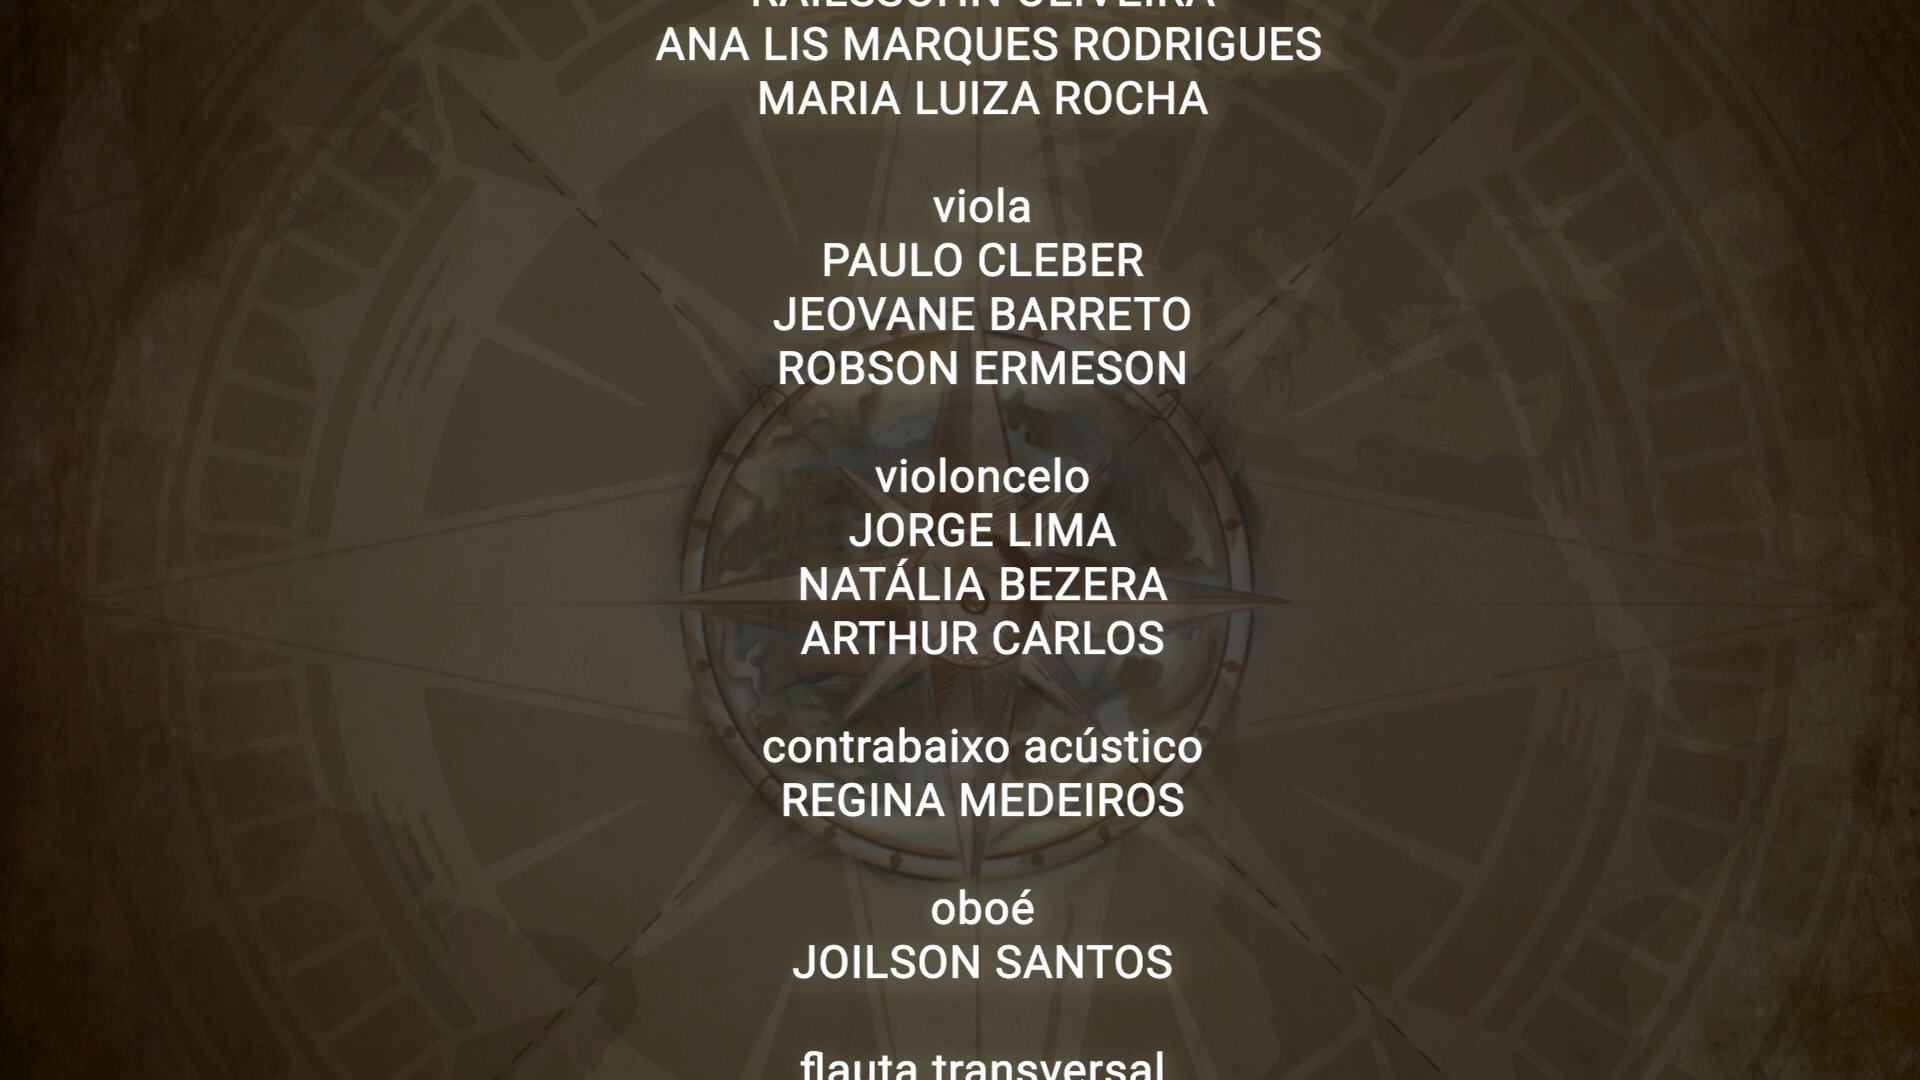 OLIVEIRA
ANA LIS MARQUES RODRIGUES
MARIA LUIZA ROCHA
viola
PAULO CLEBER
JEOVANE BARRETO
ROBSON ERMESON
violoncelo
JORGE LIMA
NATÁLIA BEZERA
ARTHUR CARLOS
contrabaixo acústico
REGINA MEDEIROS
oboé
JOILSON SANTOS
flauta transversal